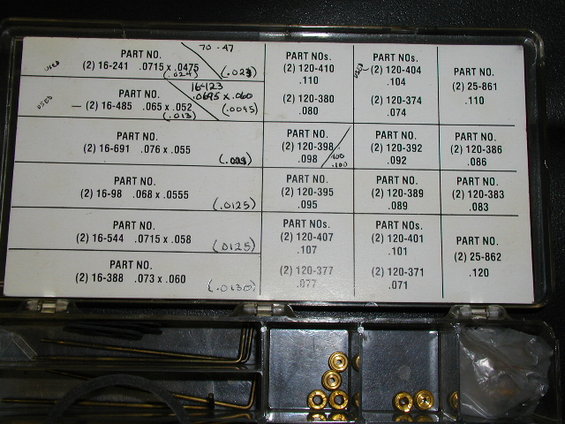 PART NO.
70 - .47
USED
(2) 16-241 .0715 x .0475
(.024)
(.023)
PART NO.
16-123
.0695 x .060
USED
— (2) 16-485 .065 x .052
(.013)
(.0095)
PART NO.
(2) 16-691 .076 x .055
PART NO.
(2) 16-98 .068 x .0555
(.0125)
PART NO.
(2) 16-544 .0715 x .058
(.0125)
PART NO.
(2) 16-388 .073 x .060
(.0130)
PART NOs.
(2) 120-410
.110
(2) 120-380
.080
PART NOs.
(2) 120-398
.098
.100
PART NO.
(2) 120-395
.095
PART NOs.
(2) 120-407
.107
(2) 120-377
.077
PART NOs.
USED
(2) 120-404
.104
(2) 120-374
.074
PART NO.
(2) 120-392
.092
PART NO.
(2) 120-389
.089
PART NOs.
(2) 120-401
.101
(2) 120-371
.071
PART NO.
(2) 25-861
.110
PART NO.
(2) 120-386
.086
PART NO.
(2) 120-383
.083
PART NO.
(2) 25-862
.120